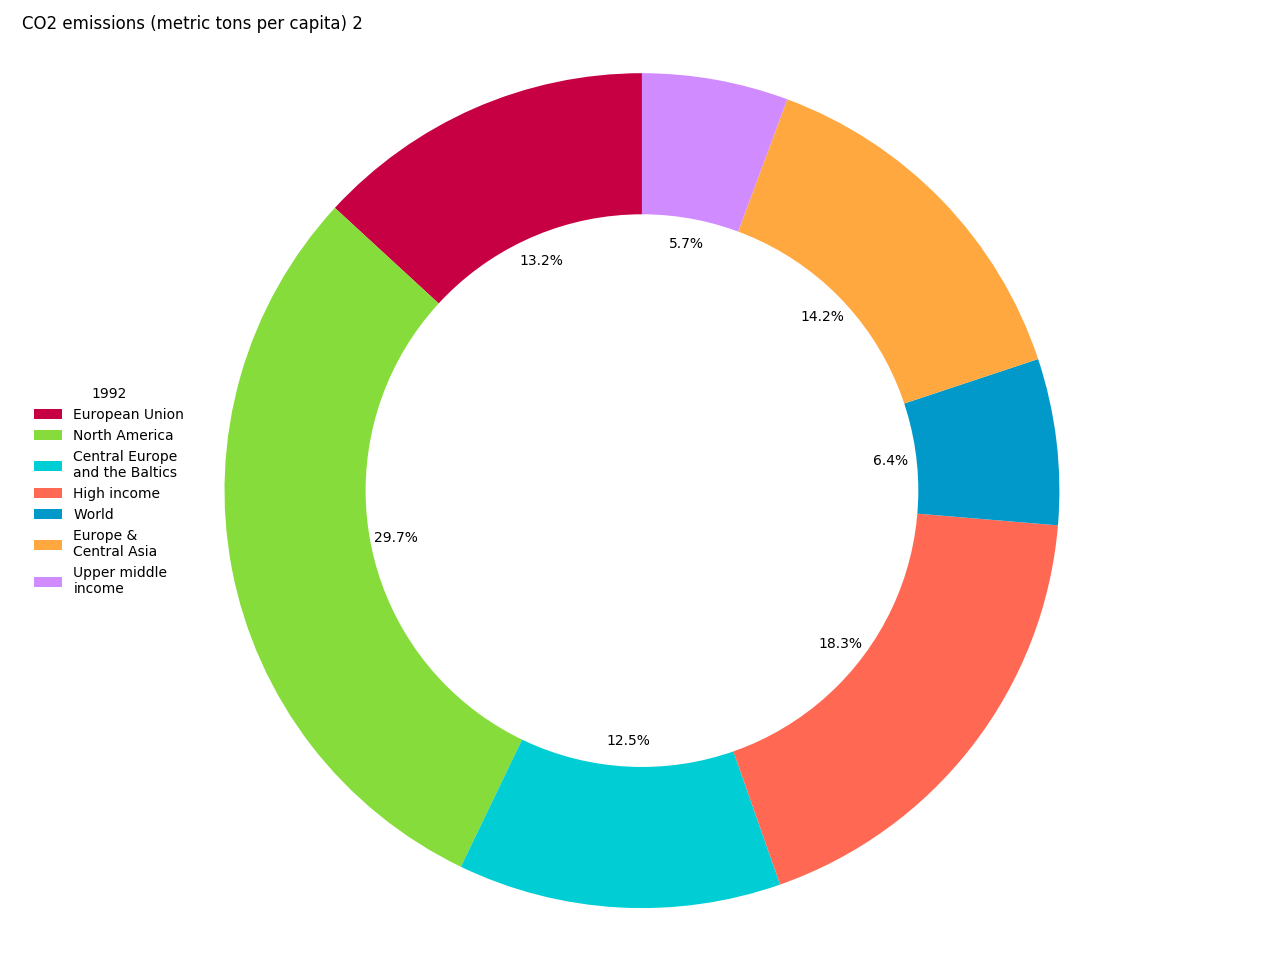 CO2 emissions (metric tons per capita) 2
5.7%
13.2%
14.2%
1992
European Union
North America
Central Europe
and the Baltics
High income
World
Europe &
Central Asia
Upper middle
income
6.4%
29.7%
18.3%
12.5%